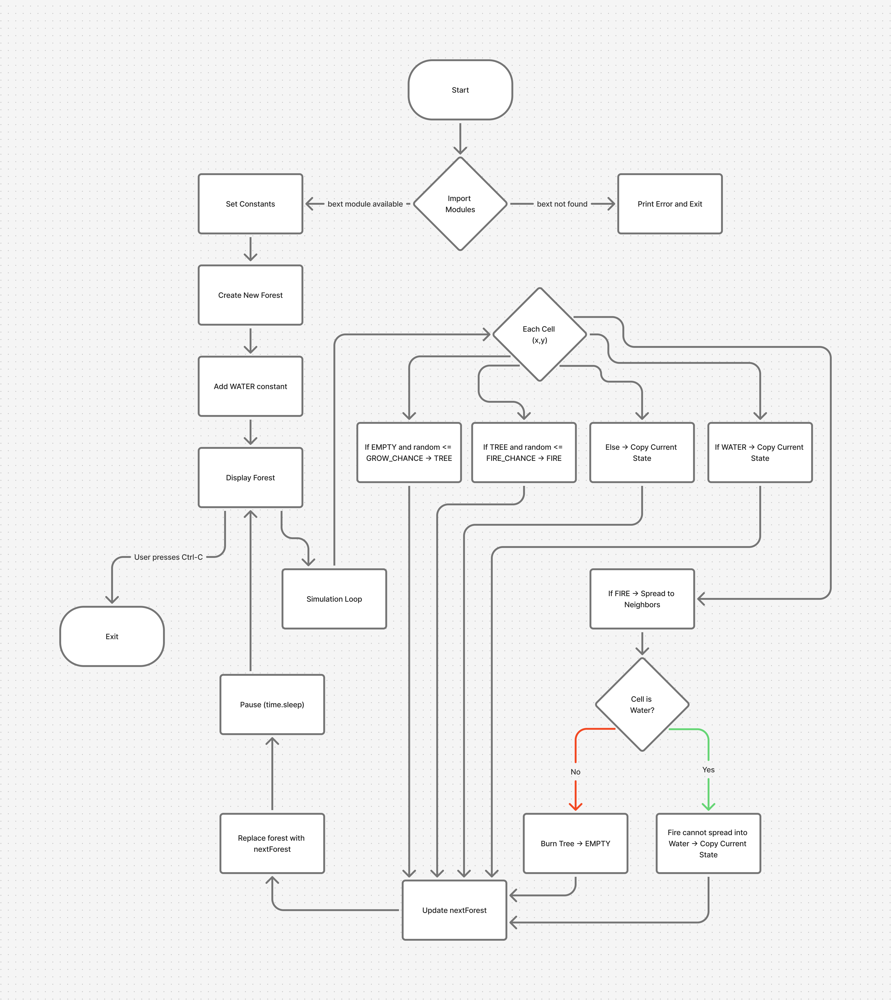 Start
Import
Modules
bext module available
bext not found
Set Constants
Print Error and Exit
Create New Forest
Each Cell
(x,y)
Add WATER constant
Display Forest
If EMPTY and random <=
GROW_CHANCE → TREE
If TREE and random <=
FIRE_CHANCE → FIRE
Else → Copy Current
State
If WATER → Copy Current
State
User presses Ctrl-C
Simulation Loop
If FIRE → Spread to
Neighbors
Exit
Pause (time.sleep)
Cell is
Water?
No
Yes
Replace forest with
nextForest
Burn Tree → EMPTY
Fire cannot spread into
Water → Copy Current
State
Update nextForest